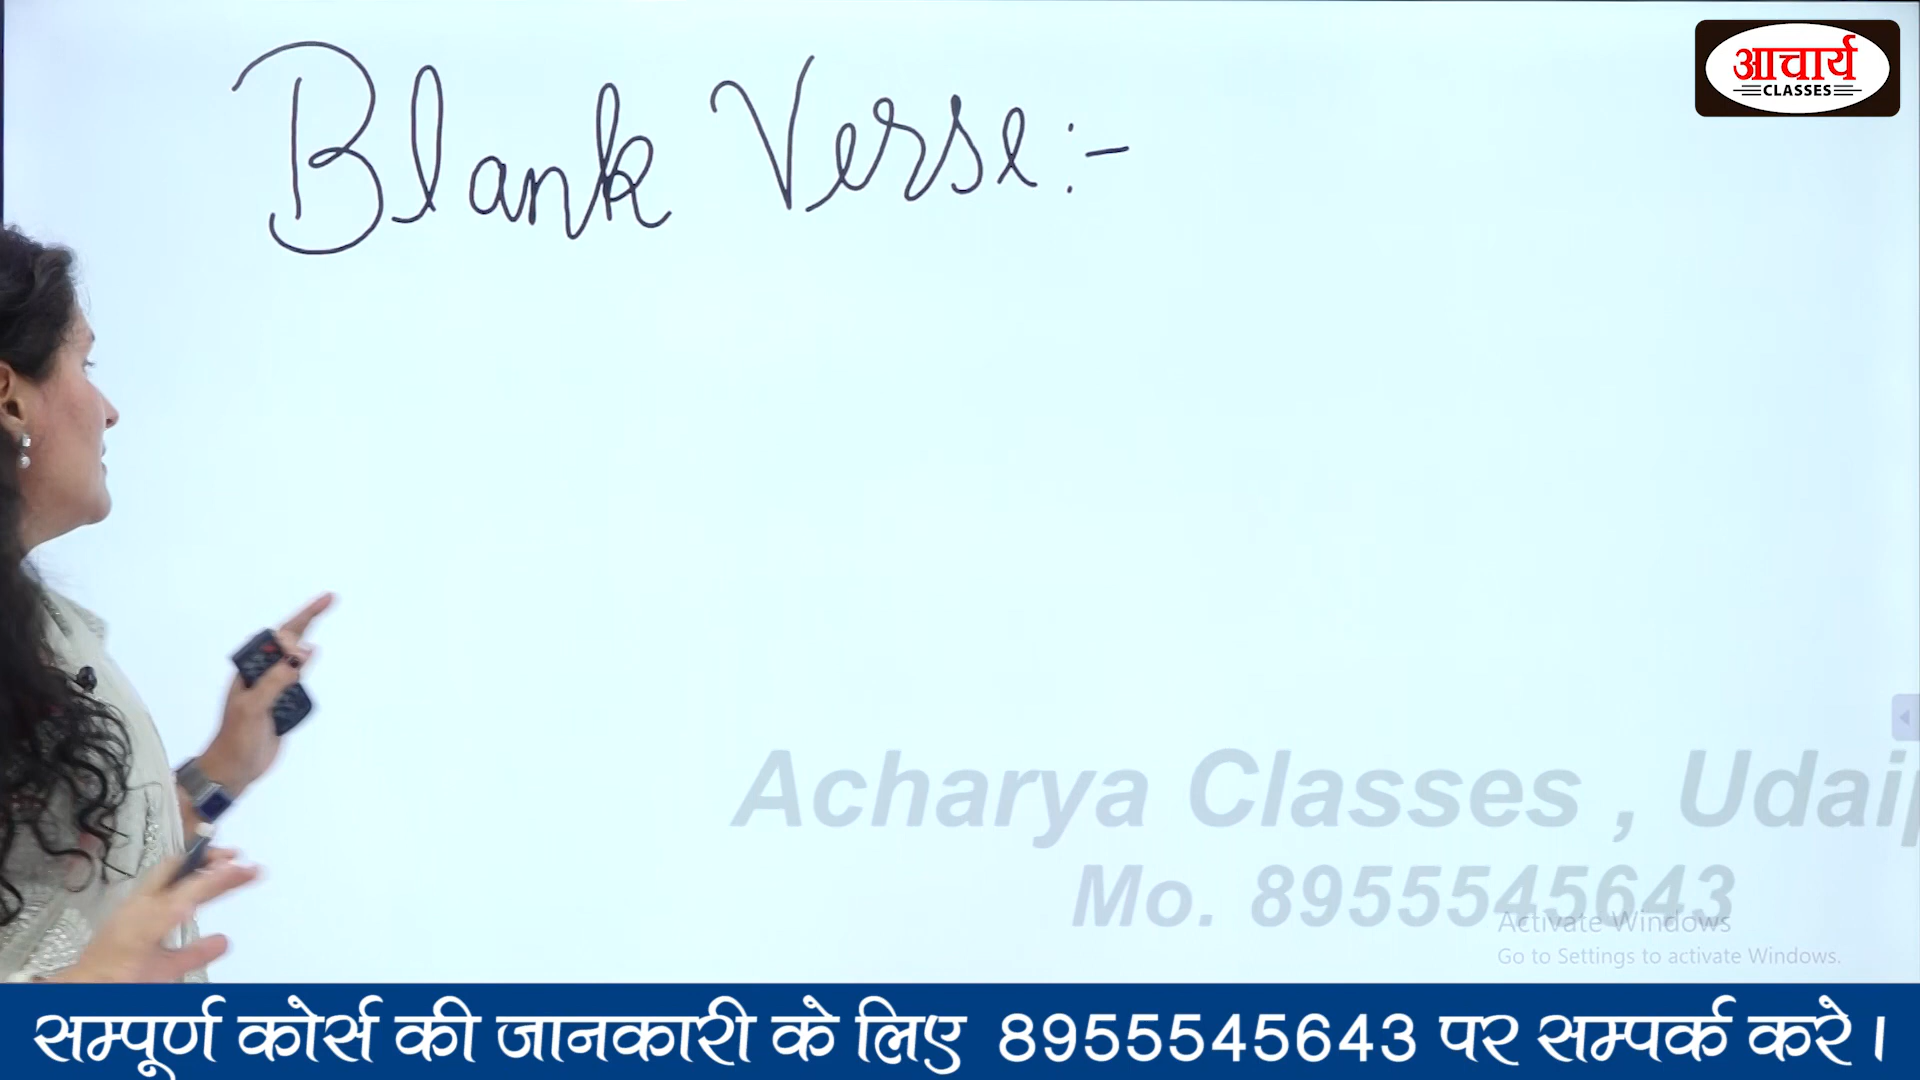 Blank Verse:-
आचार्य
CLASSES
Acharya Classes , Udaip
Mo. 8955545643
Activate Windows
Go to Settings to activate Windows.
सम्पूर्ण कोर्स की जानकारी के लिए 8955545643 पर सम्पर्क करे।